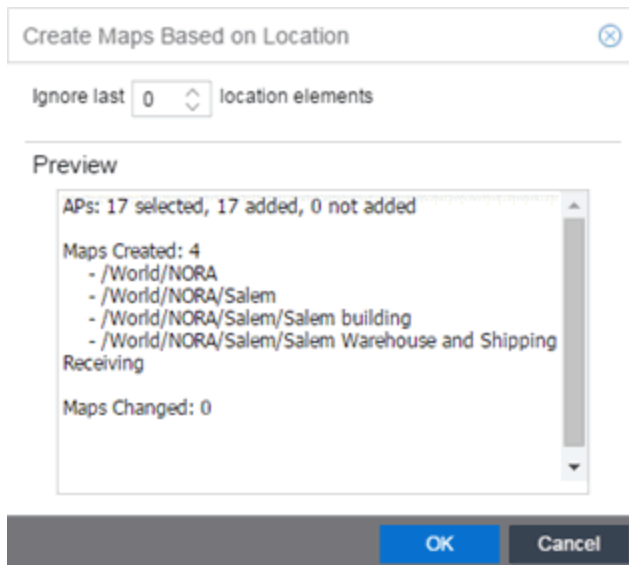 Create Maps Based on Location
Ignore last 0 location elements
Preview
APs: 17 selected, 17 added, 0 not added
Maps Created: 4
- /World/NORA
- /World/NORA/Salem
- /World/NORA/Salem/Salem building
- /World/NORA/Salem/Salem Warehouse and Shipping
Receiving
Maps Changed: 0
OK Cancel